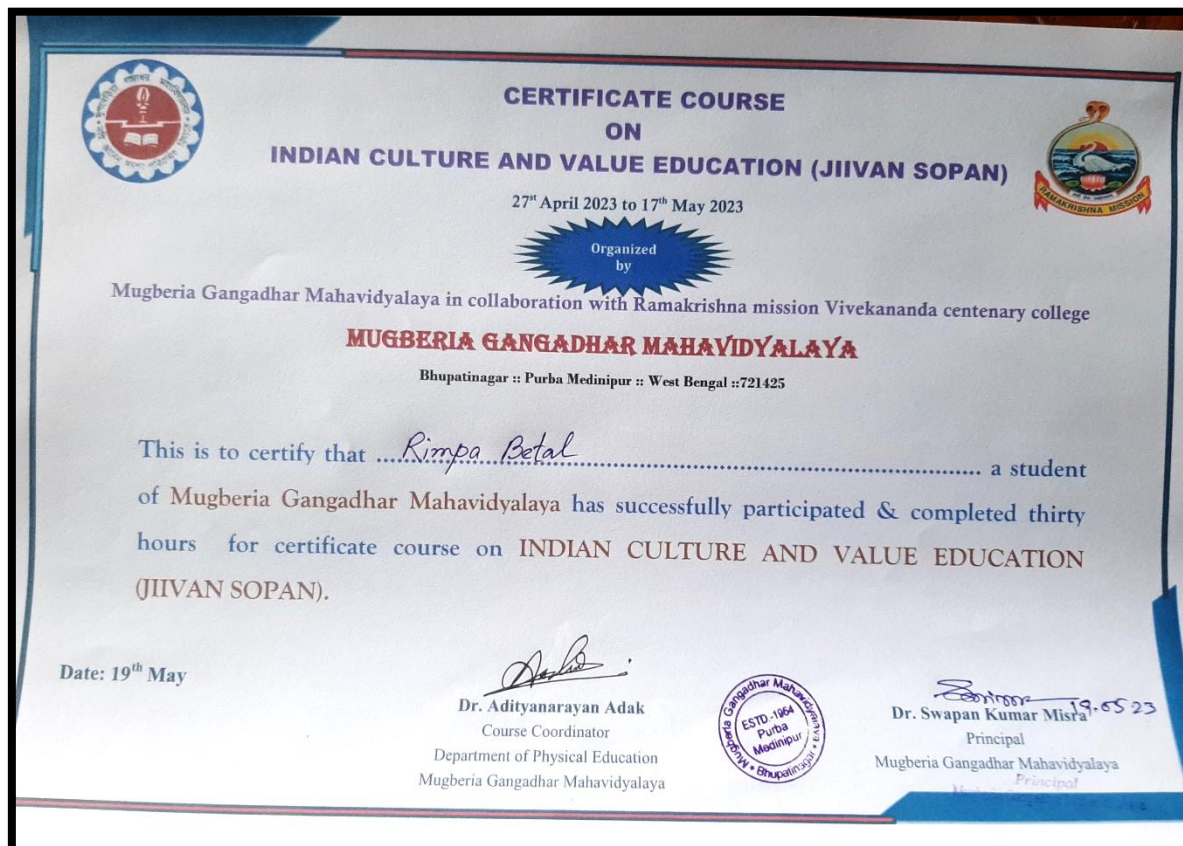 CERTIFICATE COURSE
ON
INDIAN CULTURE AND VALUE EDUCATION (JIIVAN SOPAN)
27st April 2023 to 17th May 2023
RAMAKRISHNA MISSION
Organized
by
Mugberia Gangadhar Mahavidyalaya in collaboration with Ramakrishna mission Vivekananda centenary college
MUGBERIA GANGADHAR MAHAVIDYALAYA
Bhupatinagar :: Purba Medinipur :: West Bengal ::721425
This is to certify that ....Rimpa Betal.... a student
of Mugberia Gangadhar Mahavidyalaya has successfully participated & completed thirty
hours for certificate course on INDIAN CULTURE AND VALUE EDUCATION
(JIIVAN SOPAN).
Date: 19th May
Dr. Adityanarayan Adak
Course Coordinator
Department of Physical Education
Mugberia Gangadhar Mahavidyalaya
Mugberia Gangadhar Mahavidyalaya
ESTD.-1964
Purba
Medinipur
Bhupatinagar
19.05 23
Dr. Swapan Kumar Misra
Principal
Mugberia Gangadhar Mahavidyalaya
Principal